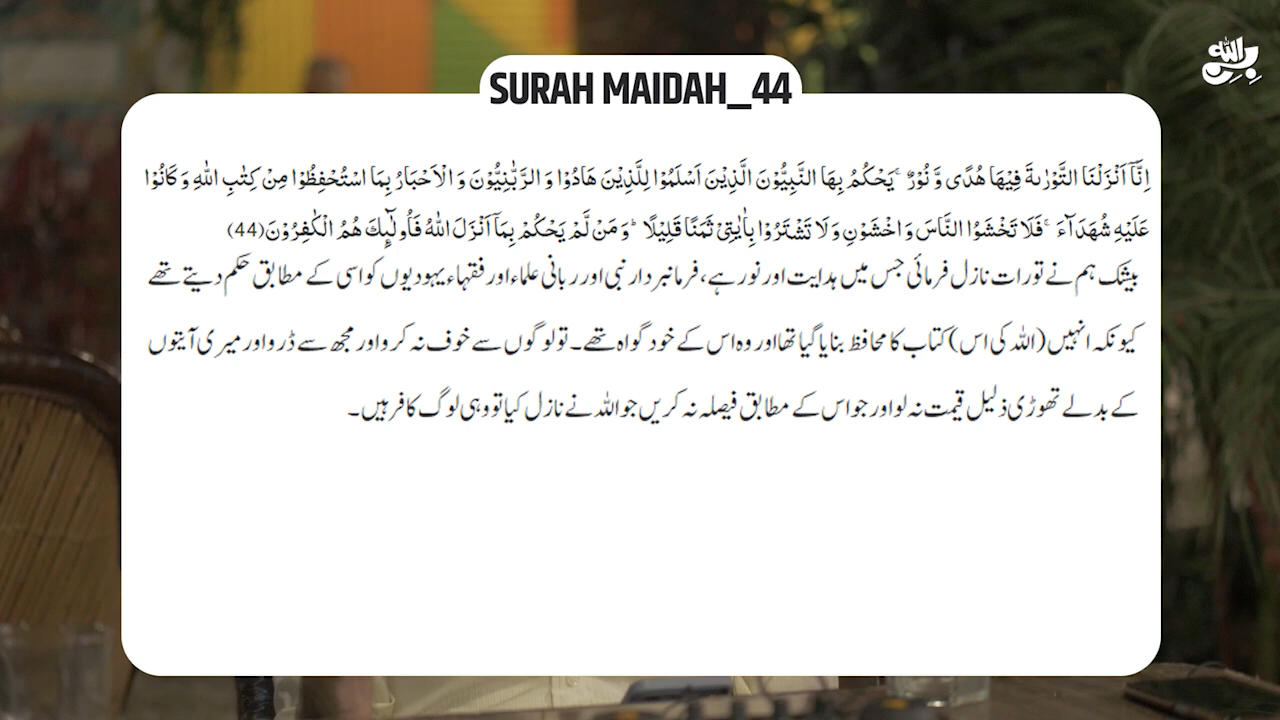 SURAH MAIDAH_44
اِنَّاۤ اَنْزَلْنَا التَّوْرٰىةَ فِیْهَا هُدًى وَّ نُوْرٌۚ-یَحْكُمُ بِهَا النَّبِیُّوْنَ الَّذِیْنَ اَسْلَمُوْا لِلَّذِیْنَ هَادُوْا وَ الرَّبّٰنِیُّوْنَ وَ الْاَحْبَارُ بِمَا اسْتُحْفِظُوْا مِنْ كِتٰبِ اللّٰهِ وَ كَانُوْا
عَلَیْهِ شُهَدَآءَۚ-فَلَا تَخْشَوُا النَّاسَ وَ اخْشَوْنِ وَ لَا تَشْتَرُوْا بِاٰیٰتِیْ ثَمَنًا قَلِیْلًاؕ-وَ مَنْ لَّمْ یَحْكُمْ بِمَاۤ اَنْزَلَ اللّٰهُ فَاُولٰٓىٕكَ هُمُ الْكٰفِرُوْنَ(44)
بیشک ہم نے تورات نازل فرمائی جس میں ہدایت اور نور ہے، فرمانبردار نبی اور ربانی علماء اور فقہاء یہودیوں کو اسی کے مطابق حکم دیتے تھے
کیونکہ انہیں (اللہ کی اس) کتاب کا محافظ بنایا گیا تھا اور وہ اس کے خود گواہ تھے۔ تو لوگوں سے خوف نہ کرو اور مجھ سے ڈرو اور میری آیتوں
کے بدلے تھوڑی ذلیل قیمت نہ لو اور جو اس کے مطابق فیصلہ نہ کریں جو اللہ نے نازل کیا تو وہی لوگ کافر ہیں۔